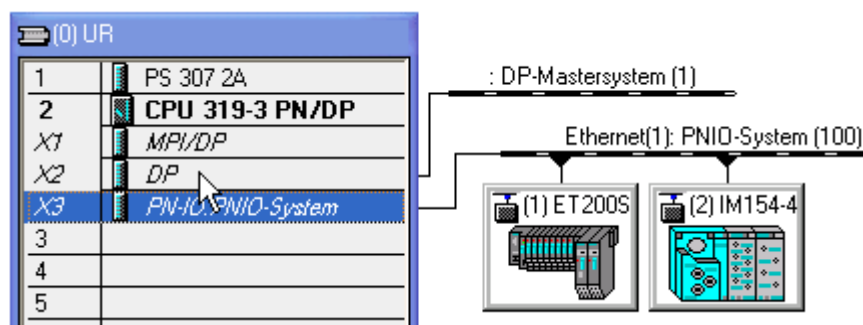 (0) UR
1 PS 307 2A
2 CPU 319-3 PN/DP
X1 MPI/DP
X2 DP
X3 PN-IO:PNIO-System
3
4
5
: DP-Mastersystem (1)
Ethernet(1): PNIO-System (100)
(1) ET200S
(2) IM154-4